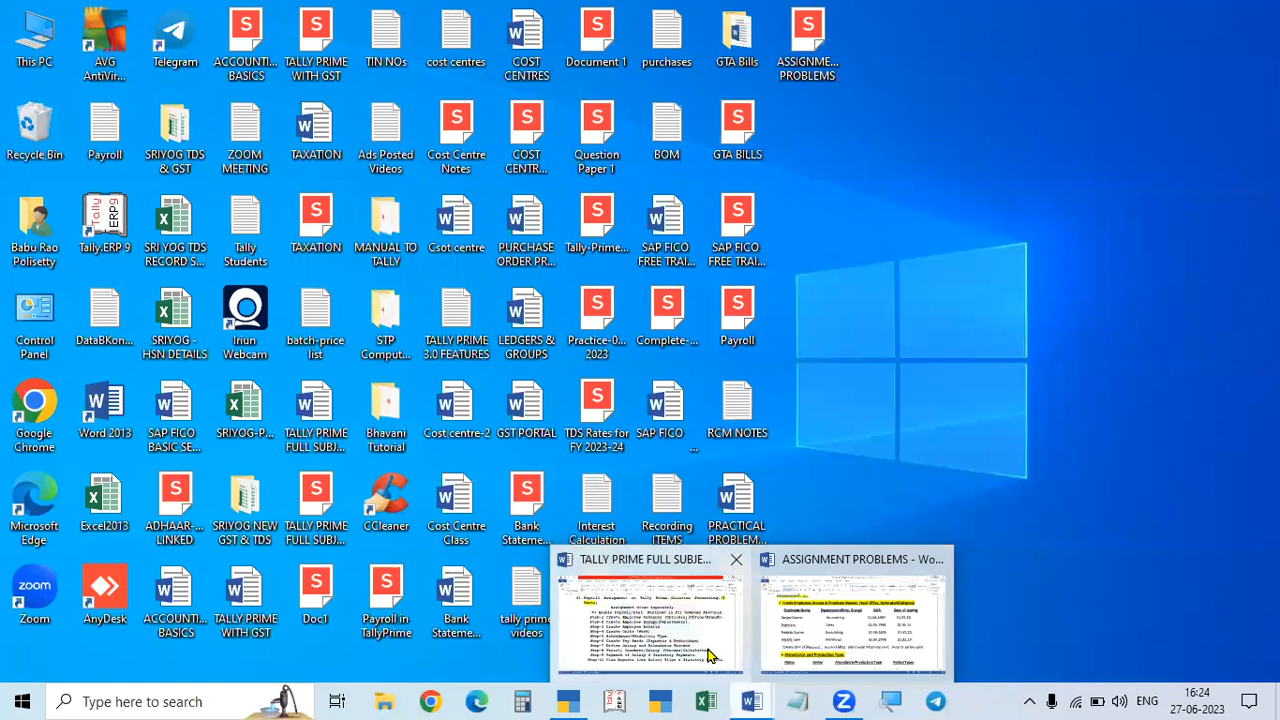 This PC
AVG
AntiVir...
Telegram
ACCOUNTI...
BASICS
TALLY PRIME
WITH GST
TIN NOs
cost centres
COST
CENTRES
Document 1
purchases
GTA Bills
ASSIGNME...
PROBLEMS
Recycle Bin
Payroll
SRIYOG TDS
& GST
ZOOM
MEETING
TAXATION
Ads Posted
Videos
Cost Centre
Notes
COST
CENTR...
Question
Paper 1
BOM
GTA BILLS
Babu Rao
Polisetty
Tally.ERP 9
SRI YOG TDS
RECORD S...
Tally
Students
TAXATION
MANUAL TO
TALLY
Csot centre
PURCHASE
ORDER PR...
Tally-Prime...
SAP FICO
FREE TRAI...
SAP FICO
FREE TRAI...
Control
Panel
DataBKon...
SRIYOG -
HSN DETAILS
Iriun
Webcam
batch-price
list
STP
Comput...
TALLY PRIME
3.0 FEATURES
LEDGERS &
GROUPS
Practice-0...
2023
Complete-...
Payroll
Google
Chrome
Word 2013
SAP FICO
BASIC SE...
SRIYOG-P...
TALLY PRIME
FULL SUBJ...
Bhavani
Tutorial
Cost centre-2
GST PORTAL
TDS Rates for
FY 2023-24
SAP FICO
...
RCM NOTES
Microsoft
Edge
Excel2013
ADHAAR-...
LINKED
SRIYOG NEW
GST & TDS
TALLY PRIME
FULL SUBJ...
CCleaner
Cost Centre
Class
Bank
Stateme...
Interest
Calculation
Recording
ITEMS
PRACTICAL
PROBLEM...
TALLY PRIME FULL SUBJE...
ASSIGNMENT PROBLEMS - Wo...
Zoom
AnyDesk
BASICS
TALLY PRIME
WITH GST
Doc1
Payroll in
TallyPrime
Stateme...
tally prime
videos
Type here to search
ENG
6:24
27-06-2023